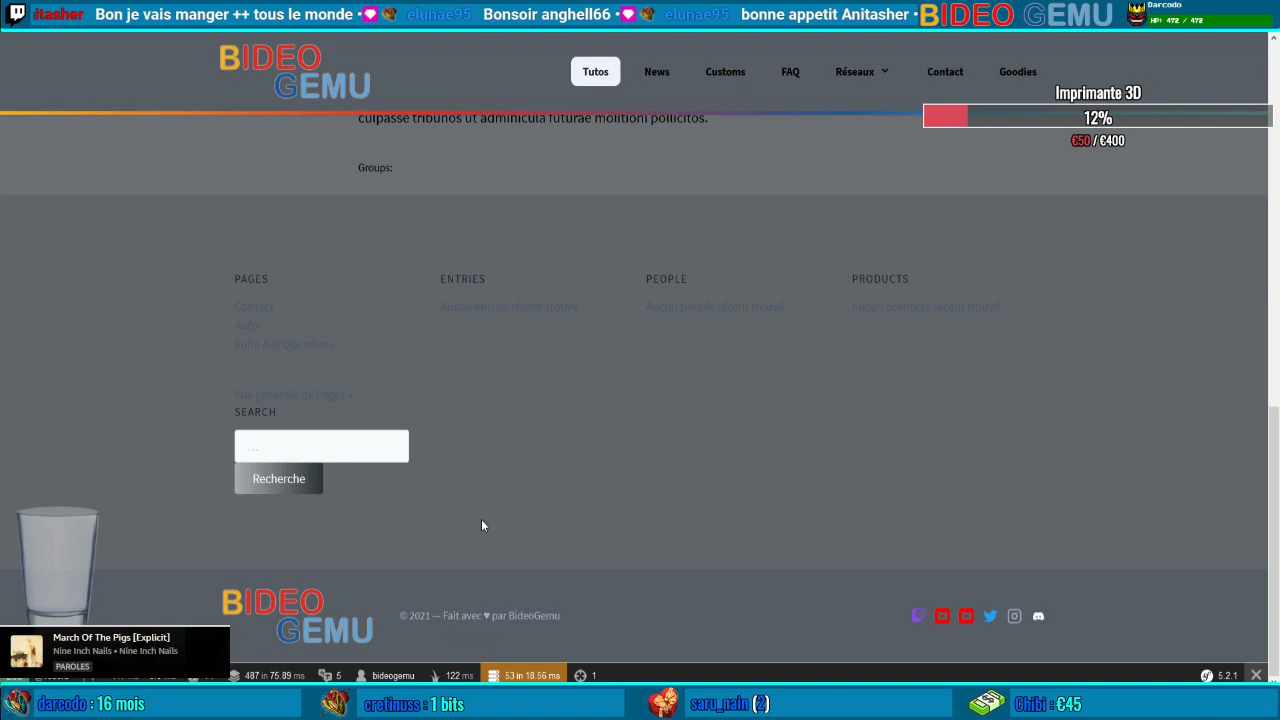 itasher Bon je vais manger ++ tous le monde • elunae95 Bonsoir anghell66 • elunae95 bonne appetit Anitasher •
BIDEO GEMU
Darcodo
HP: 472 / 472
BIDEO
GEMU
Tutos
News
Customs
FAQ
Réseaux
Contact
Goodies
Imprimante 3D
12%
€50 / €400
culpasse tribunos ut adminicula futurae molitioni pollicitos.
Groups:
PAGES
Contact
Autre
Foire Aux Questions
Vue générale de Pages »
ENTRIES
Aucun entries récent trouvé
PEOPLE
Aucun people récent trouvé
PRODUCTS
Aucun products récent trouvé
SEARCH
...
Recherche
BIDEO
GEMU
© 2021 — Fait avec ♥ par BideoGemu
March Of The Pigs [Explicit]
Nine Inch Nails • Nine Inch Nails
PAROLES
487 in 75.89 ms
5
bideogemu
122 ms
53 in 18.56 ms
1
5.2.1
darcodo : 16 mois
cretinuss : 1 bits
saru_nain (2)
Chibi : €45